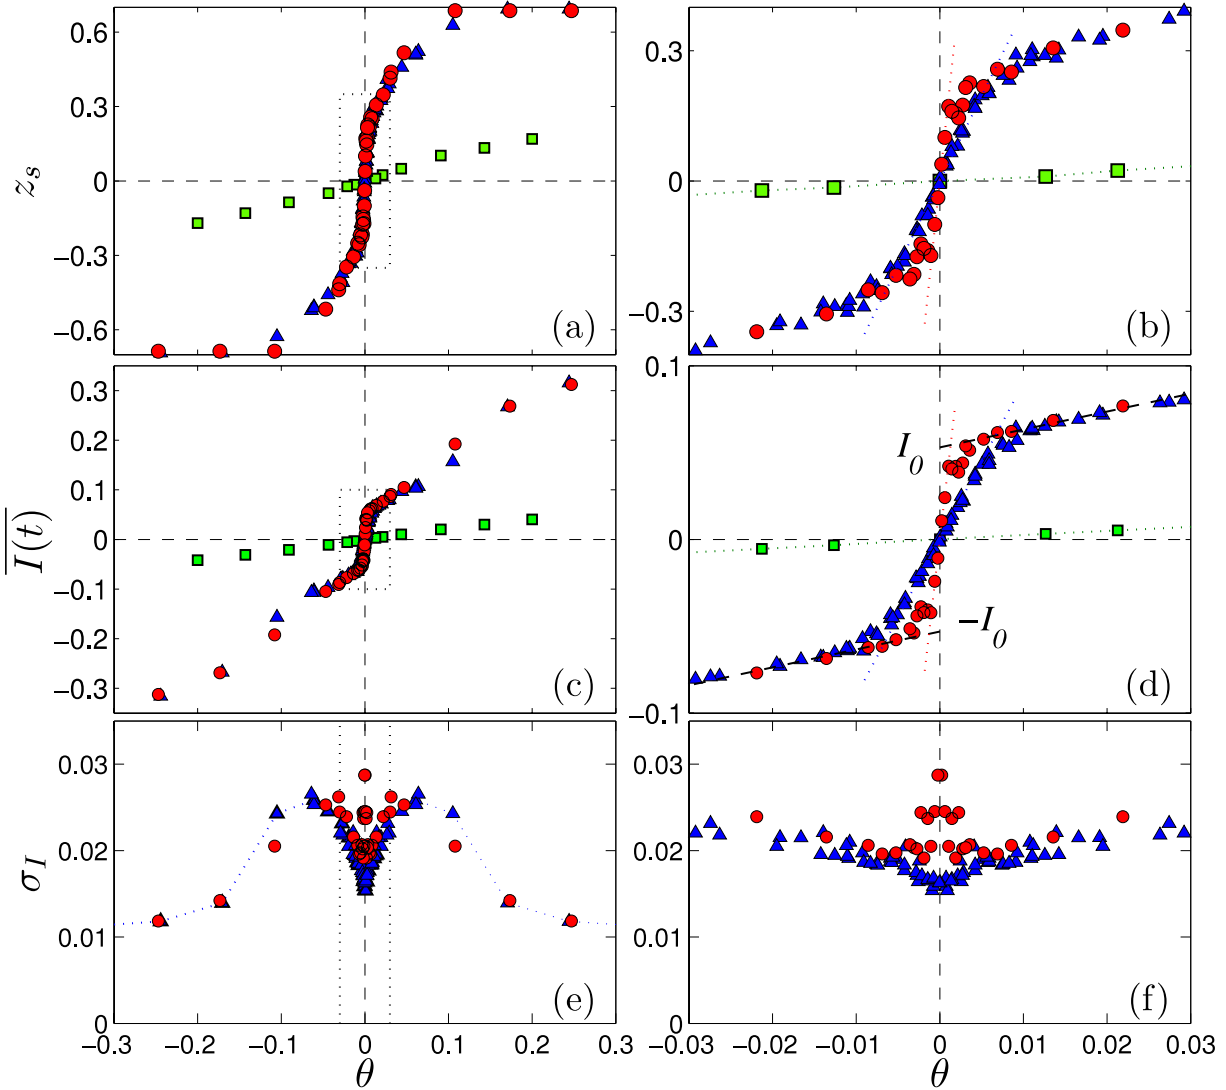 0.6
0.3
0
−0.3
−0.6
z_s
(a)
0.3
0
−0.3
(b)
0.3
0.2
0.1
0
−0.1
−0.2
−0.3
\overline{I(t)}
(c)
0.1
0
−0.1
I_0
−I_0
(d)
0.03
0.02
0.01
0
σ_I
(e)
−0.3 −0.2 −0.1 0 0.1 0.2 0.3
θ
0.03
0.02
0.01
0
(f)
−0.03 −0.02 −0.01 0 0.01 0.02 0.03
θ